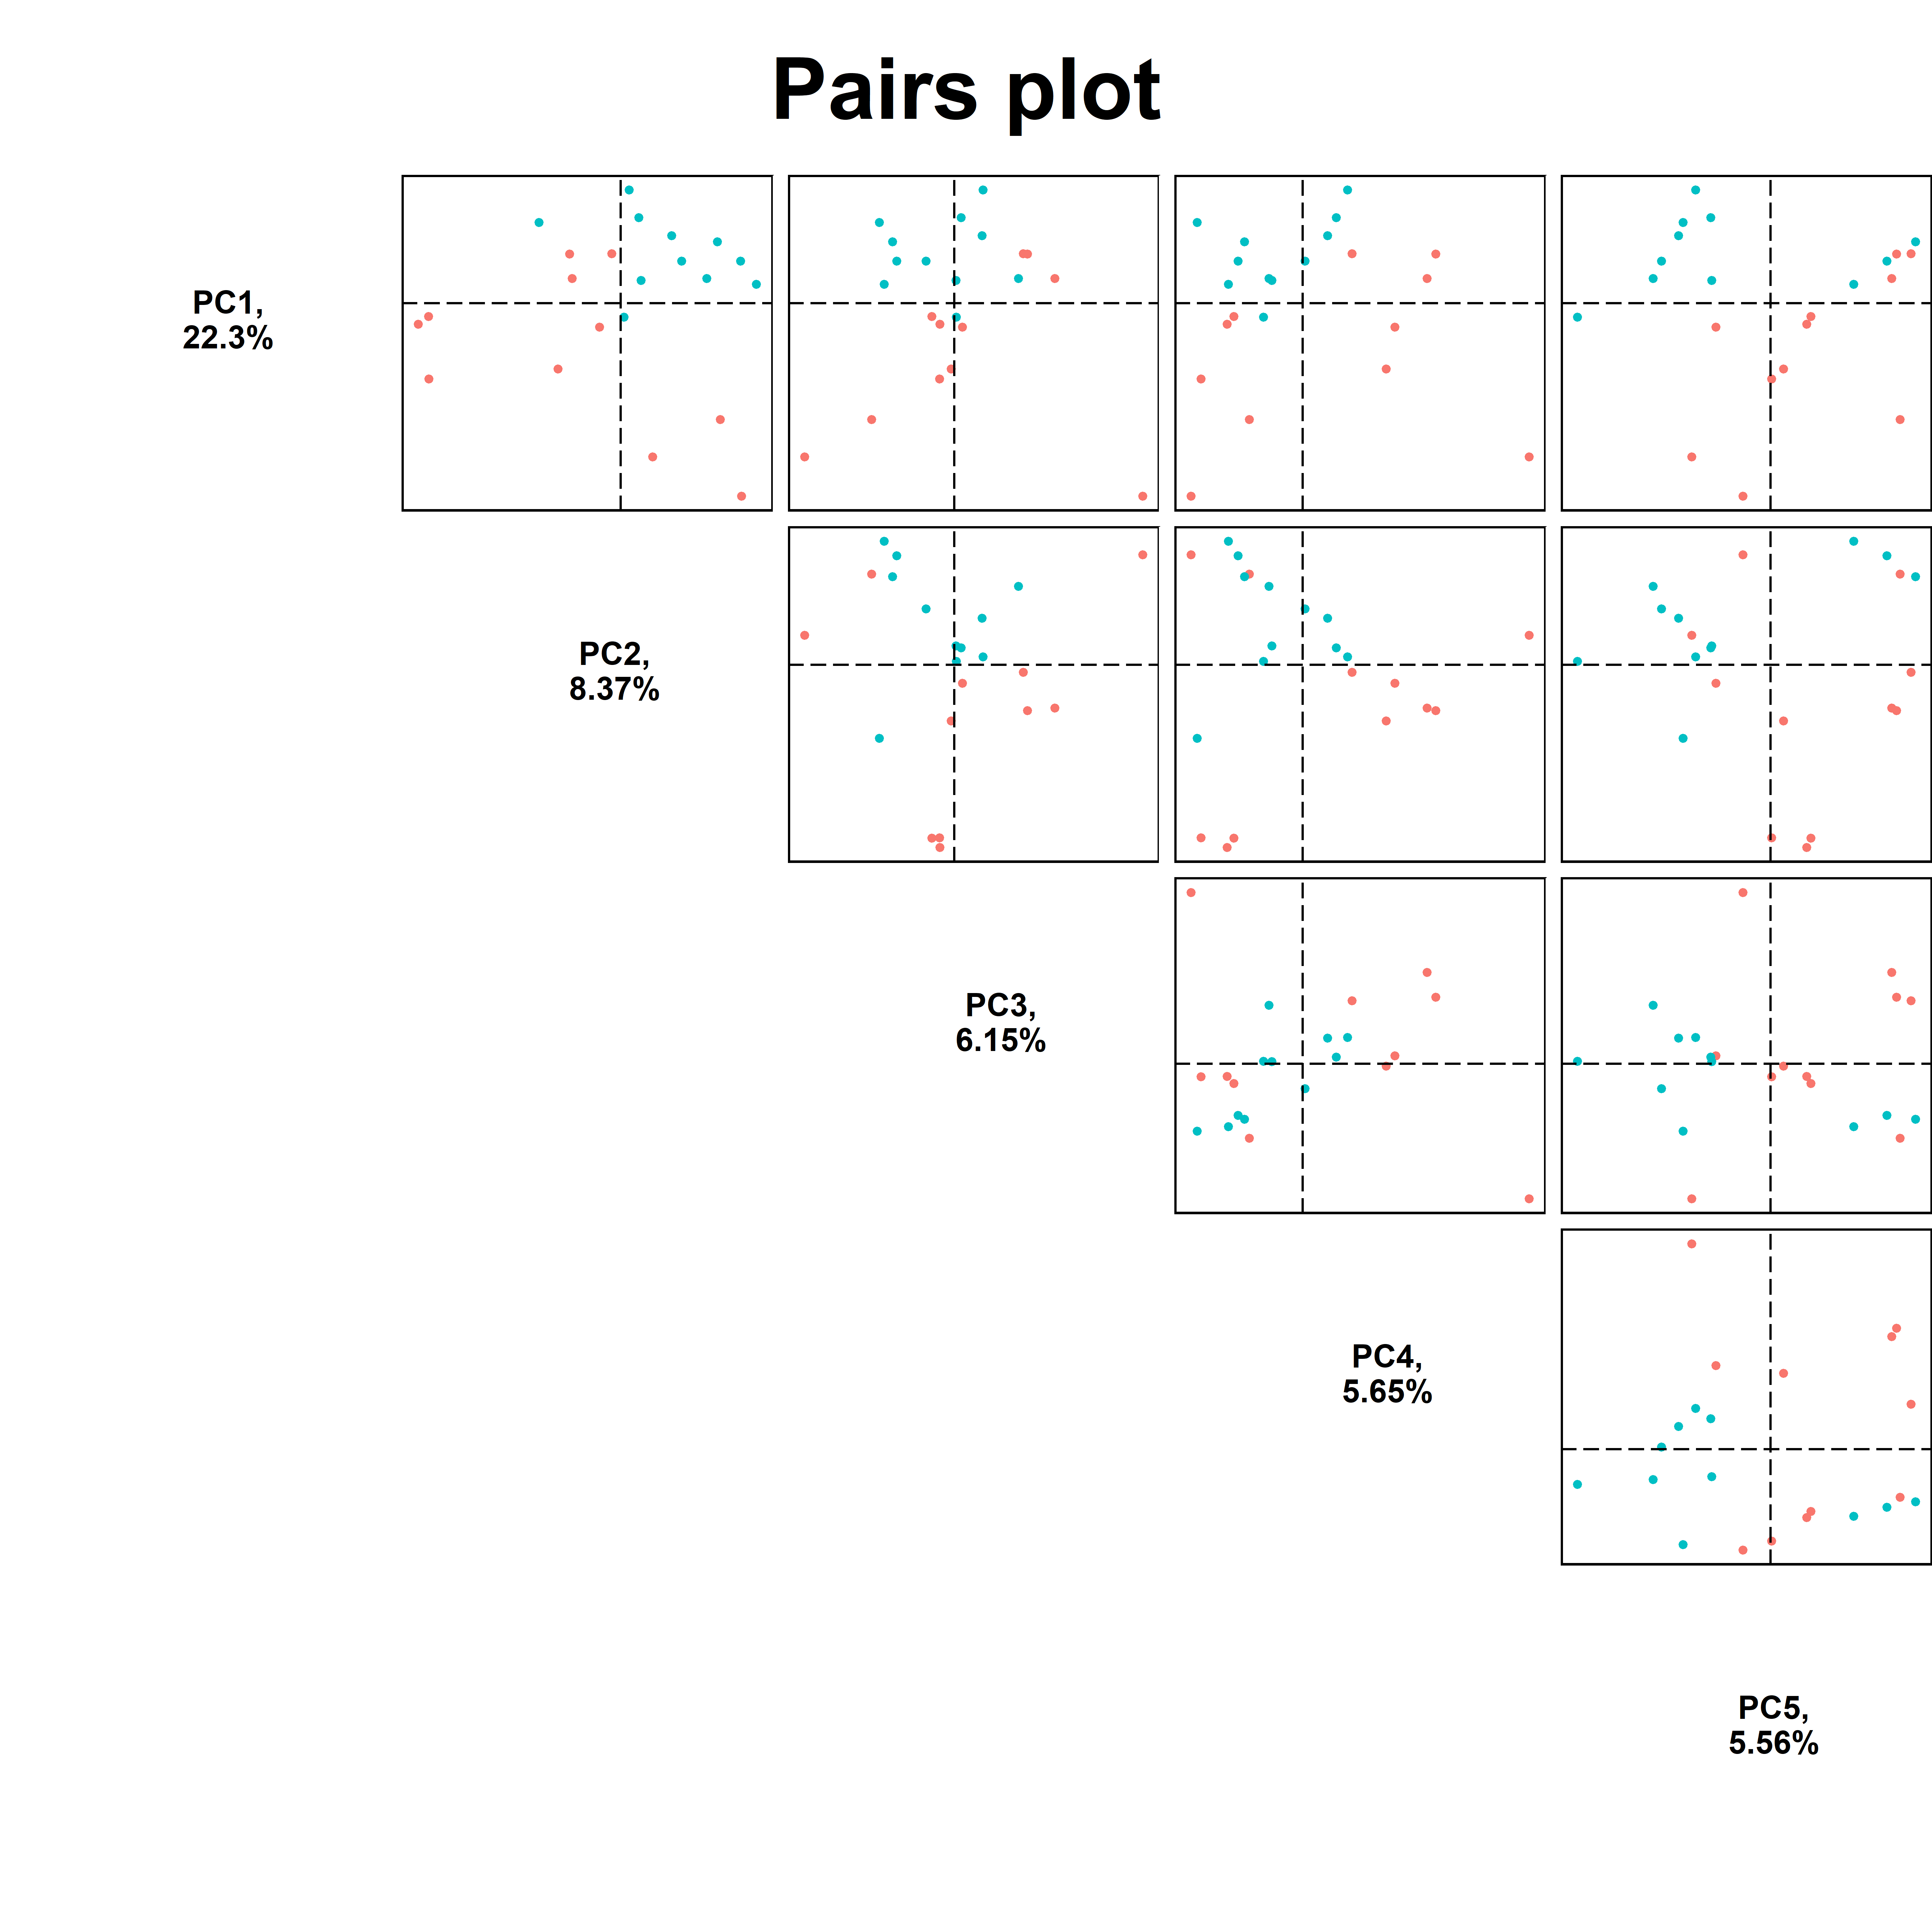 Pairs plot
PC1,
22.3%
PC2,
8.37%
PC3,
6.15%
PC4,
5.65%
PC5,
5.56%